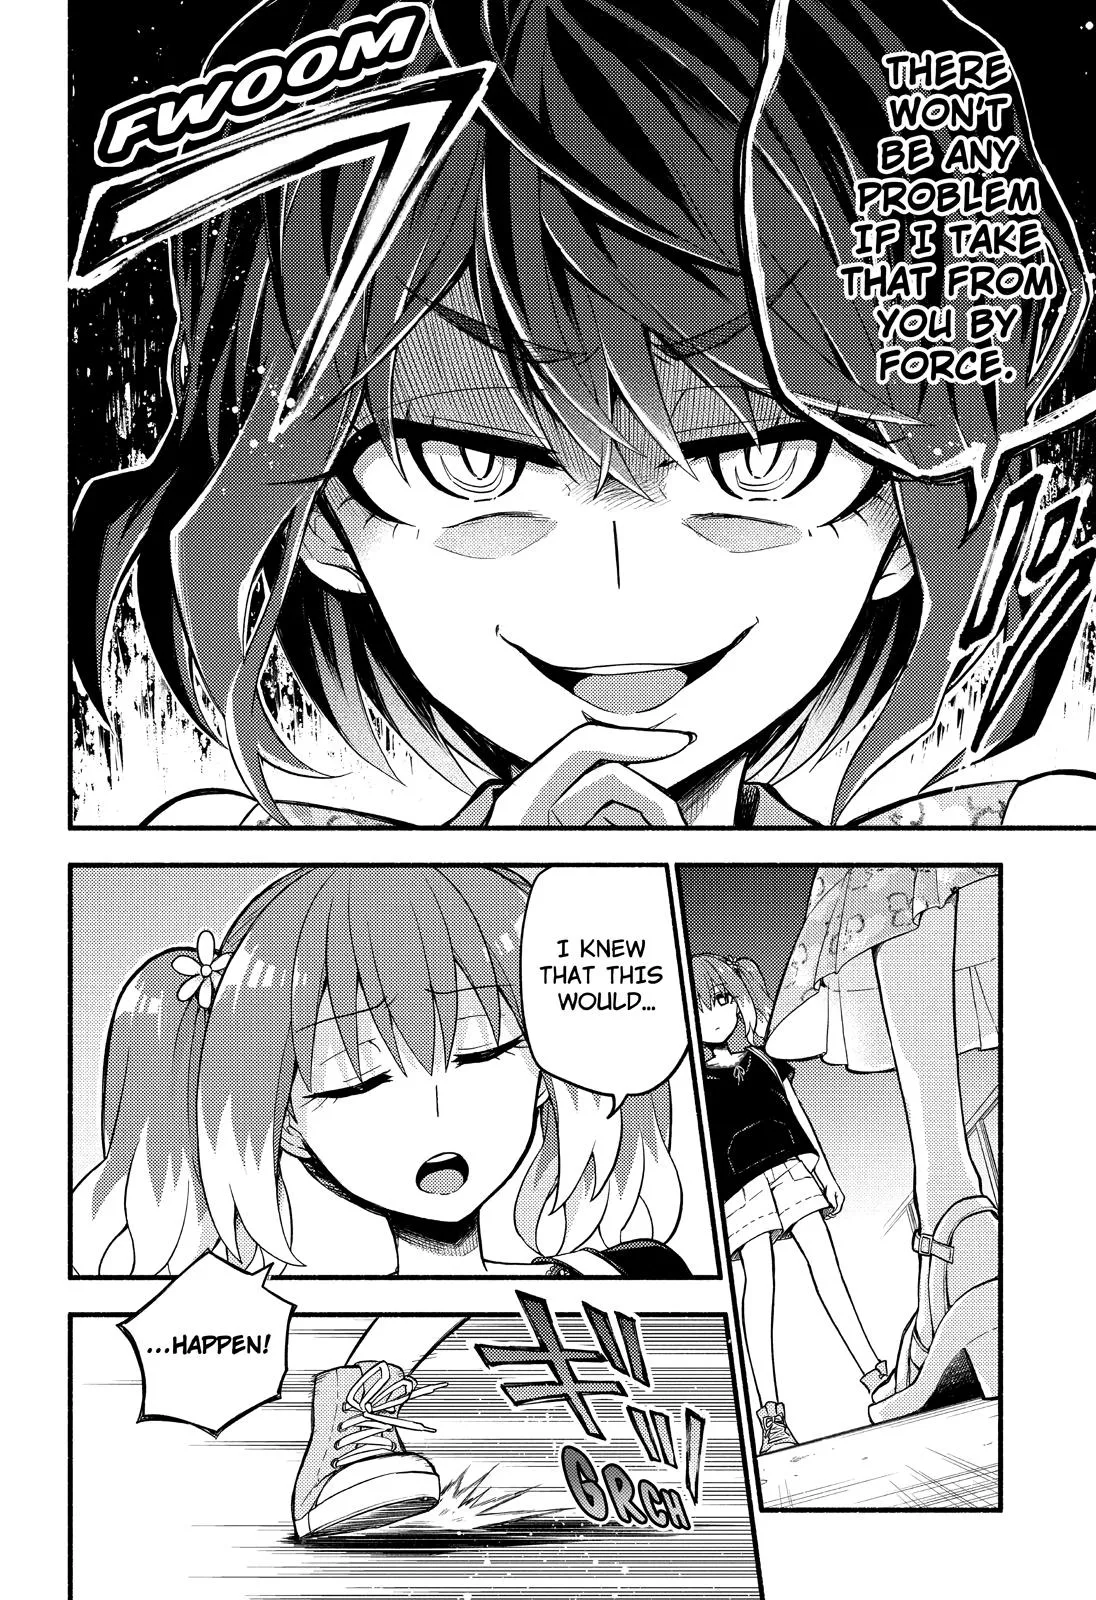 THERE
WON'T
BE ANY
PROBLEM
IF I TAKE
THAT FROM
YOU BY
FORCE.
FWOOM
I KNEW
THAT THIS
WOULD...
...HAPPEN!
ギッ
GRCH